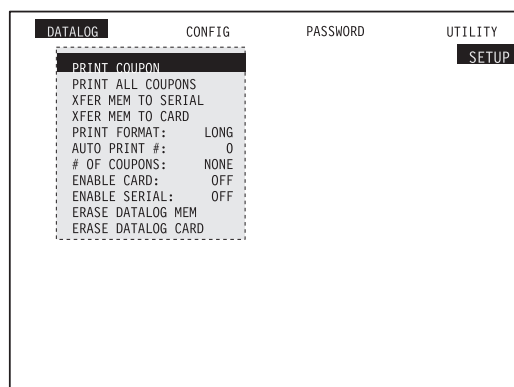 DATALOG CONFIG PASSWORD UTILITY
SETUP
PRINT COUPON
PRINT ALL COUPONS
XFER MEM TO SERIAL
XFER MEM TO CARD
PRINT FORMAT: LONG
AUTO PRINT #: 0
# OF COUPONS: NONE
ENABLE CARD: OFF
ENABLE SERIAL: OFF
ERASE DATALOG MEM
ERASE DATALOG CARD